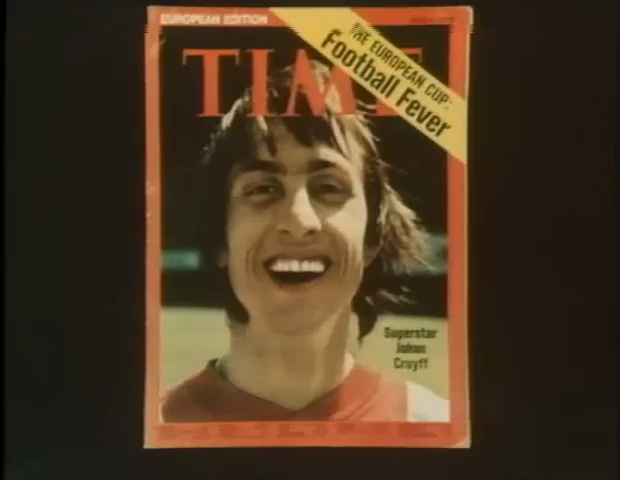 EUROPEAN EDITION
THE EUROPEAN CUP:
Football Fever
TIME
Superstar
Johan
Cruyff